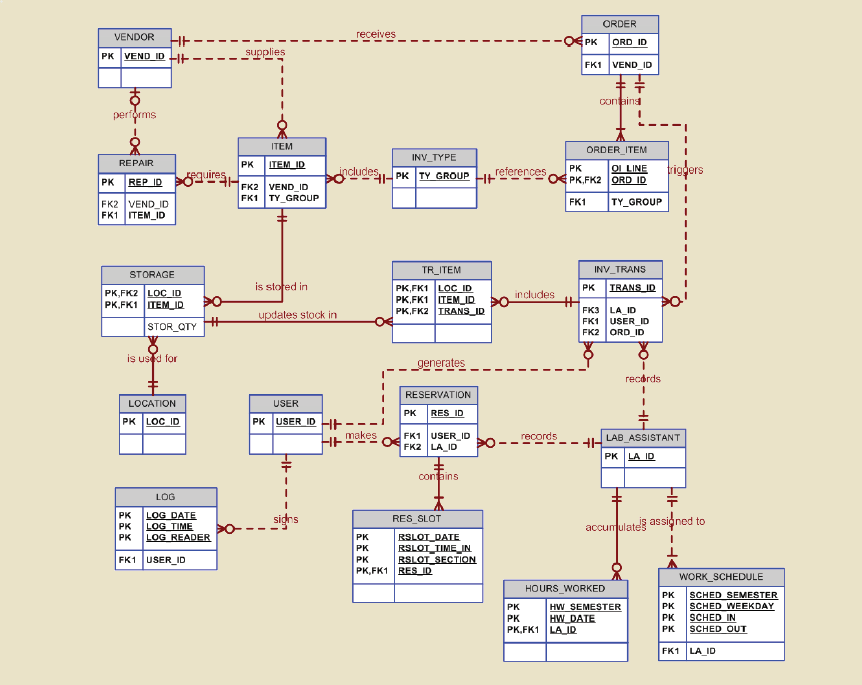 VENDOR
PK VEND_ID
receives
supplies
ORDER
PK ORD_ID
FK1 VEND_ID
performs
contains
REPAIR
PK REP_ID
FK2 VEND_ID
FK1 ITEM_ID
requires
ITEM
PK ITEM_ID
FK2 VEND_ID
FK1 TY_GROUP
includes
INV_TYPE
PK TY_GROUP
references
ORDER_ITEM
PK OI_LINE
PK,FK2 ORD_ID
FK1 TY_GROUP
triggers
STORAGE
PK,FK2 LOC_ID
PK,FK1 ITEM_ID
STOR_QTY
is stored in
updates stock in
TR_ITEM
PK,FK1 LOC_ID
PK,FK1 ITEM_ID
PK,FK2 TRANS_ID
includes
INV_TRANS
PK TRANS_ID
FK3 LA_ID
FK1 USER_ID
FK2 ORD_ID
is used for
generates
records
LOCATION
PK LOC_ID
USER
PK USER_ID
makes
RESERVATION
PK RES_ID
FK1 USER_ID
FK2 LA_ID
records
LAB_ASSISTANT
PK LA_ID
contains
LOG
PK LOG_DATE
PK LOG_TIME
PK LOG_READER
FK1 USER_ID
signs
RES_SLOT
PK RSLOT_DATE
PK RSLOT_TIME_IN
PK RSLOT_SECTION
PK,FK1 RES_ID
accumulates
is assigned to
HOURS_WORKED
PK HW_SEMESTER
PK HW_DATE
PK,FK1 LA_ID
WORK_SCHEDULE
PK SCHED_SEMESTER
PK SCHED_WEEKDAY
PK SCHED_IN
PK SCHED_OUT
FK1 LA_ID